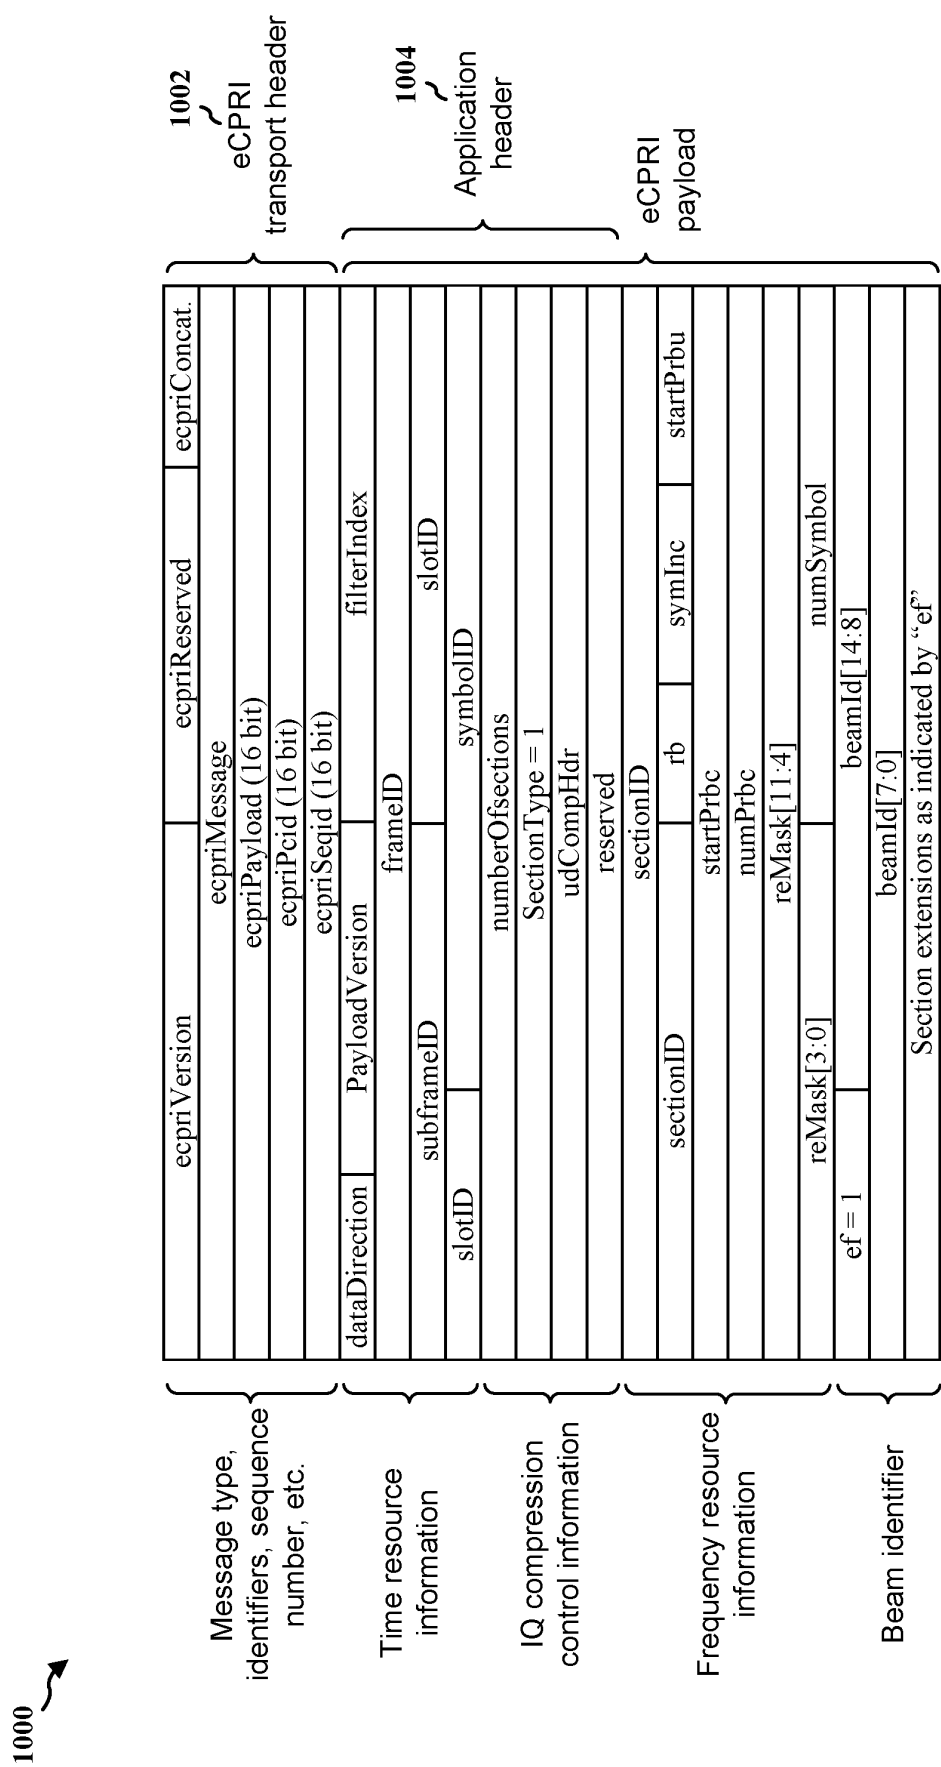 1000
Message type,
identifiers, sequence
number, etc.
Time resource
information
IQ compression
control information
Frequency resource
information
Beam identifier
ecpriVersion ecpriReserved ecpriConcat.
ecpriMessage
ecpriPayload (16 bit)
ecpriPcid (16 bit)
ecpriSeqid (16 bit)
dataDirection PayloadVersion filterIndex
frameID
subframeID slotID
slotID symbolID
numberOfsections
SectionType = 1
udCompHdr
reserved
sectionID
sectionID rb symInc startPrbu
startPrbc
numPrbc
reMask[11:4]
reMask[3:0] numSymbol
ef = 1 beamId[14:8]
beamId[7:0]
Section extensions as indicated by “ef”
1002
eCPRI
transport header
1004
Application
header
eCPRI
payload